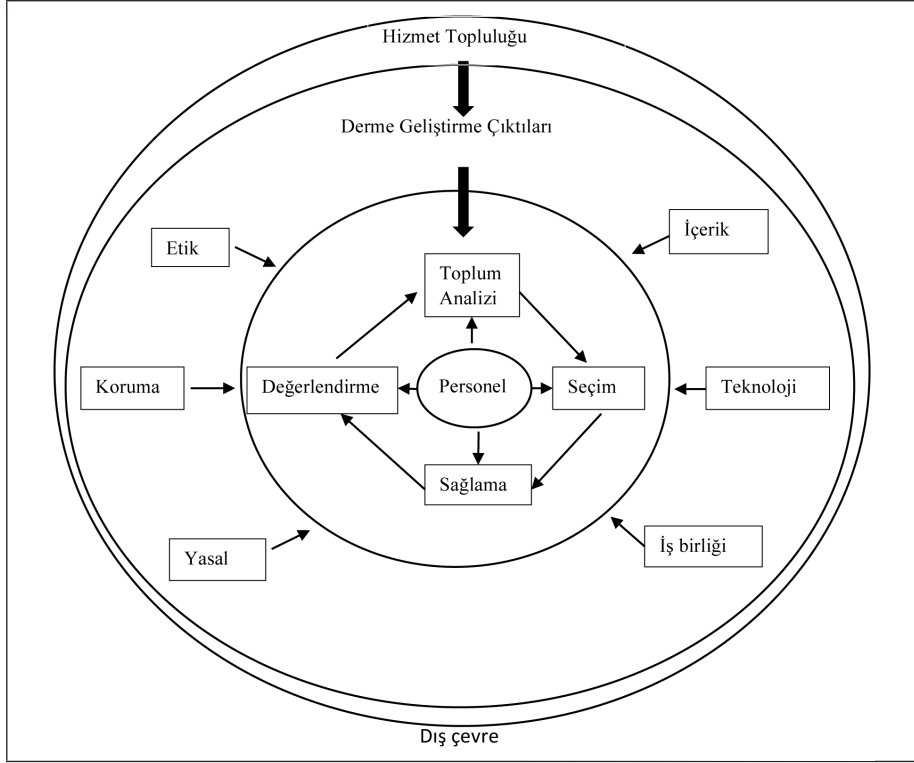 Hizmet Topluluğu
Derme Geliştirme Çıktıları
Etik
İçerik
Toplum
Analizi
Koruma
Değerlendirme
Personel
Seçim
Teknoloji
Sağlama
Yasal
İş birliği
Dış çevre